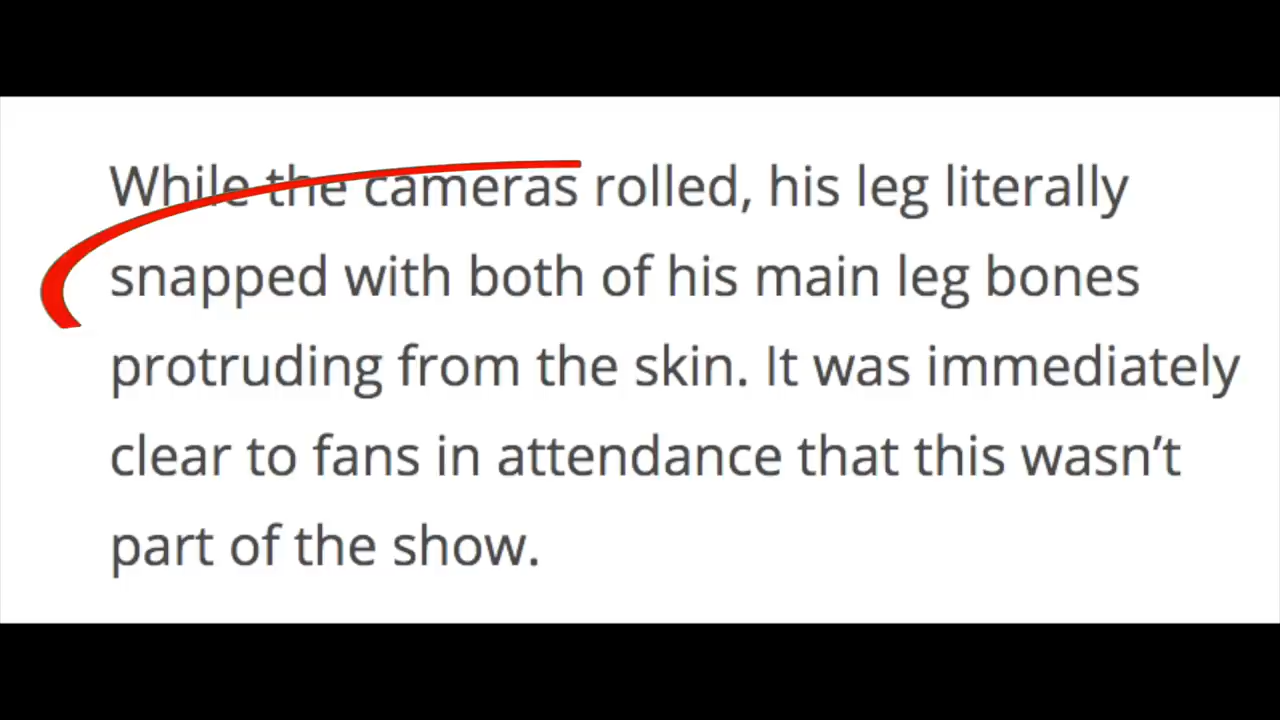 While the cameras rolled, his leg literally
snapped with both of his main leg bones
protruding from the skin. It was immediately
clear to fans in attendance that this wasn’t
part of the show.